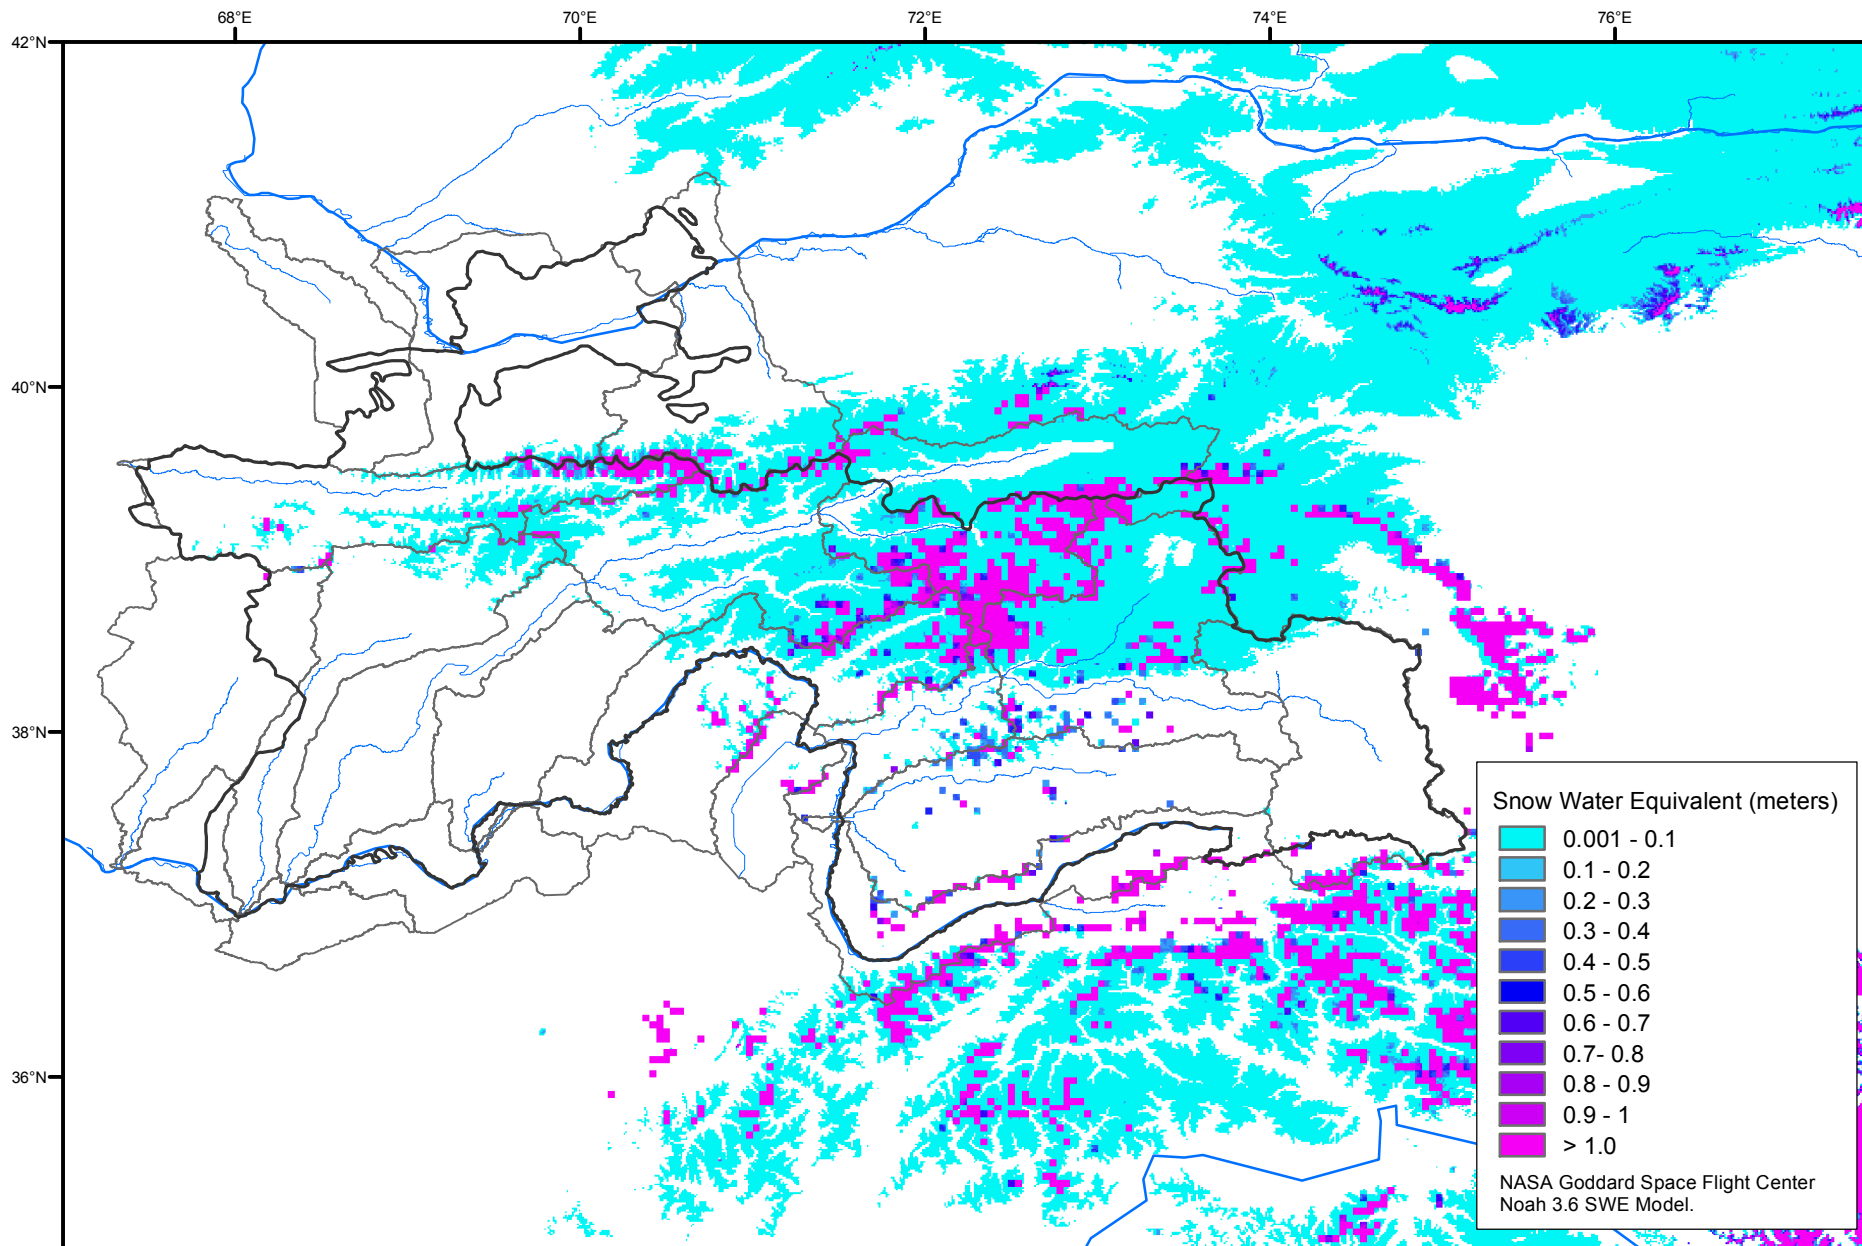 68°E 70°E 72°E 74°E 76°E
42°N
40°N
38°N
36°N
Snow Water Equivalent (meters)
0.001 - 0.1
0.1 - 0.2
0.2 - 0.3
0.3 - 0.4
0.4 - 0.5
0.5 - 0.6
0.6 - 0.7
0.7- 0.8
0.8 - 0.9
0.9 - 1
> 1.0
NASA Goddard Space Flight Center
Noah 3.6 SWE Model.